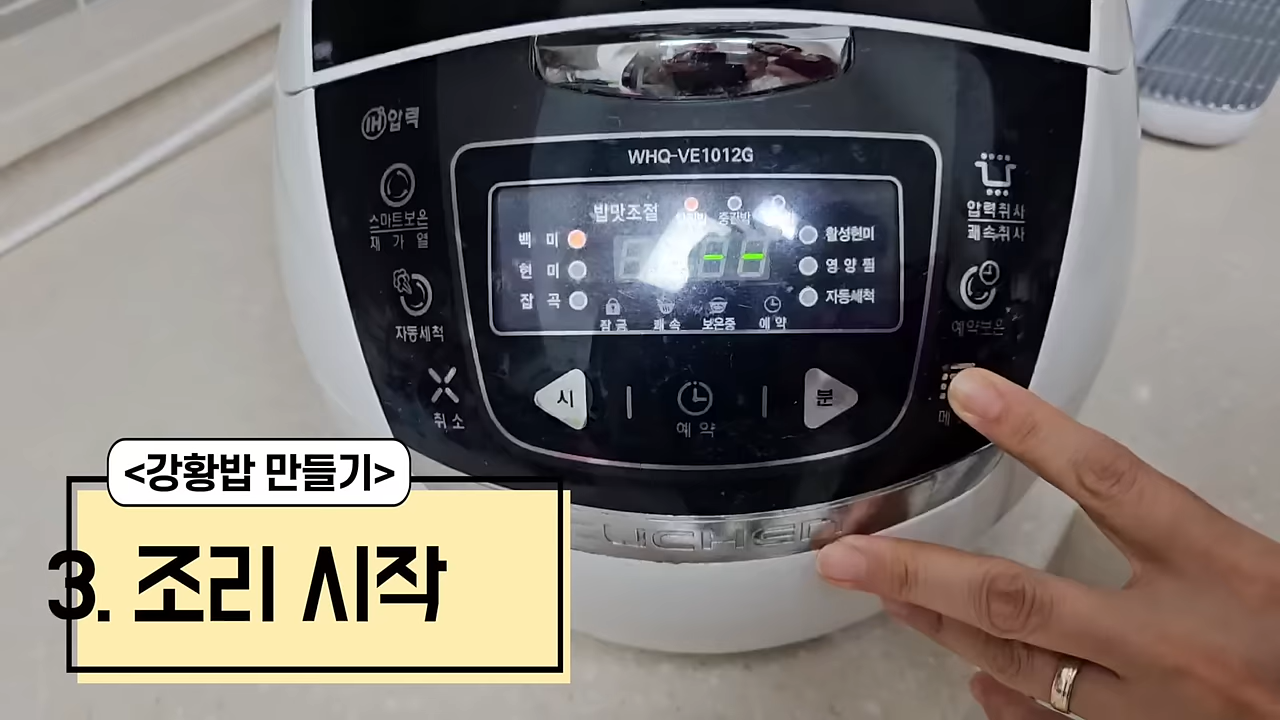 IH압력
WHQ-VE1012G
스마트보온
재가열
자동세척
취소
밥맛조절
중간밥
백미
현미
잡곡
활성현미
영양찜
자동세척
잠금
쾌속
보온중
예약
시
예약
분
압력취사
쾌속취사
예약보온
CUCHEN
<강황밥 만들기>
3. 조리 시작